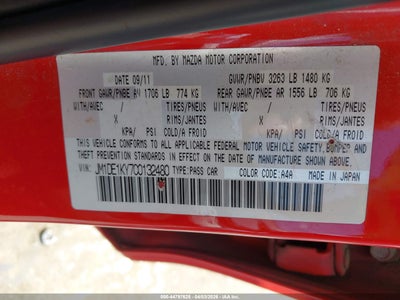 MFD. BY MAZDA MOTOR CORPORATION
DATE 09/11 GVWR/PNBV 3263 LB 1480 KG
FRONT GAWR/PNBE AV 1706 LB 774 KG REAR GAWR/PNBE AR 1556 LB 706 KG
WITH/AVEC / TIRES/PNEUS WITH/AVEC / TIRES/PNEUS
X RIMS/JANTES X RIMS/JANTES
KPA/ PSI COLD/A FROID KPA/ PSI COLD/A FROID
THIS VEHICLE CONFORMS TO ALL APPLICABLE FEDERAL MOTOR VEHICLE SAFETY, BUMPER AND
THEFT PREVENTION STANDARDS IN EFFECT ON THE DATE OF MANUFACTURE SHOWN ABOVE.
VIN: JM1DE1KY7C0132480 TYPE:PASS CAR
COLOR: A4A MADE IN JAPAN